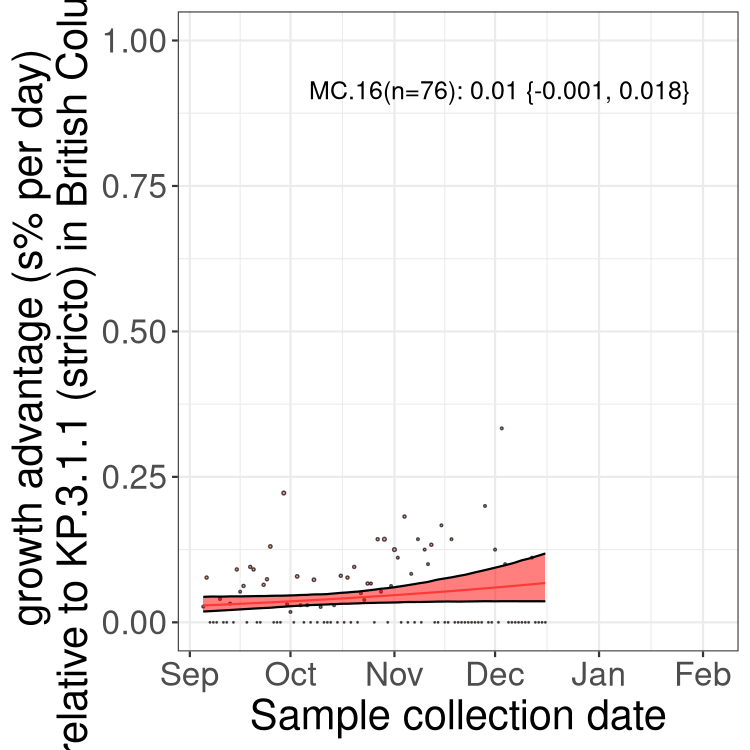 growth advantage (s% per day)
relative to KP.3.1.1 (stricto) in British Colu
1.00
0.75
0.50
0.25
0.00
MC.16(n=76): 0.01 {-0.001, 0.018}
Sep Oct Nov Dec Jan Feb
Sample collection date